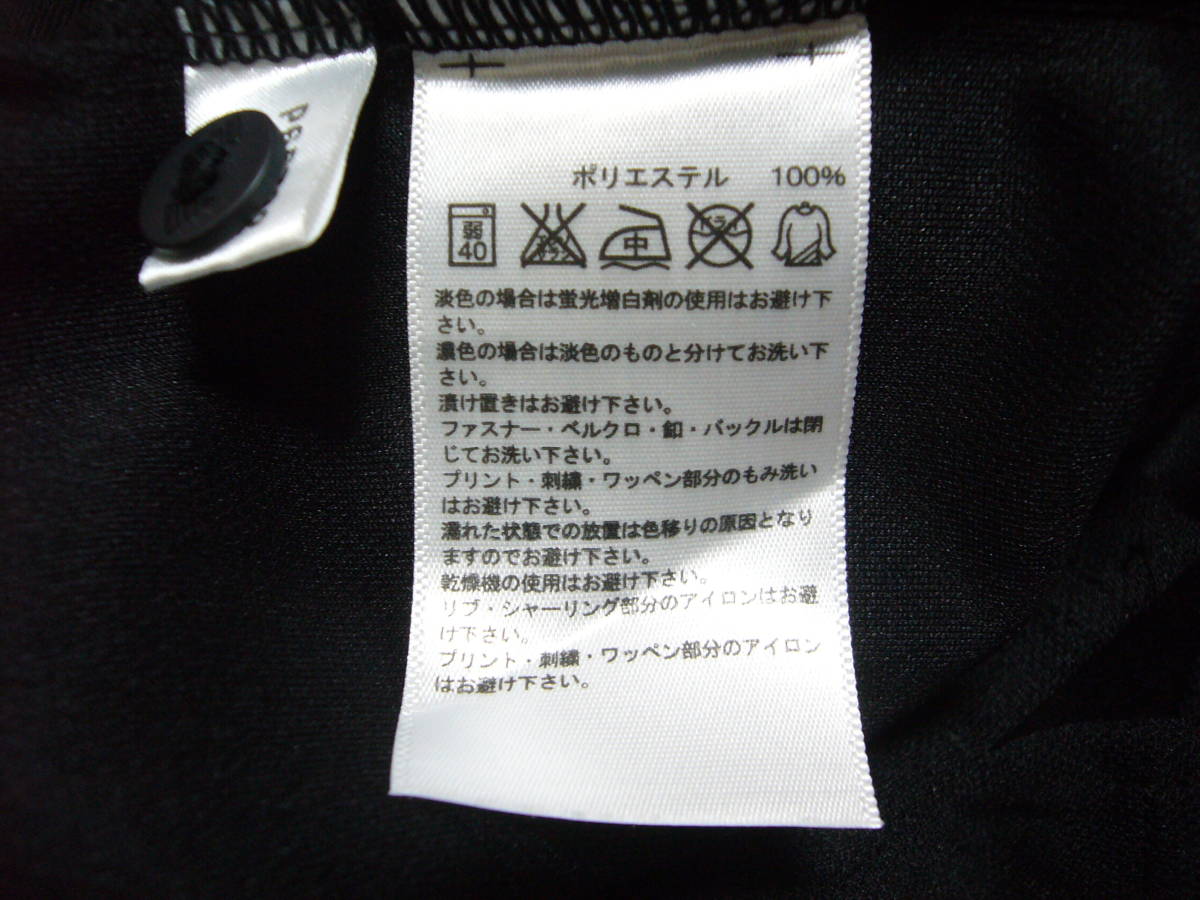 ポリエステル 100%
弱
40
エンソ
サラシ
中
ドライ
淡色の場合は蛍光増白剤の使用はお避け下
さい。
濃色の場合は淡色のものと分けてお洗い下
さい。
漬け置きはお避け下さい。
ファスナー・ベルクロ・釦・バックルは閉
じてお洗い下さい。
プリント・刺繍・ワッペン部分のもみ洗い
はお避け下さい。
濡れた状態での放置は色移りの原因となり
ますのでお避け下さい。
乾燥機の使用はお避け下さい。
リブ・シャーリング部分のアイロンはお避
け下さい。
プリント・刺繍・ワッペン部分のアイロン
はお避け下さい。